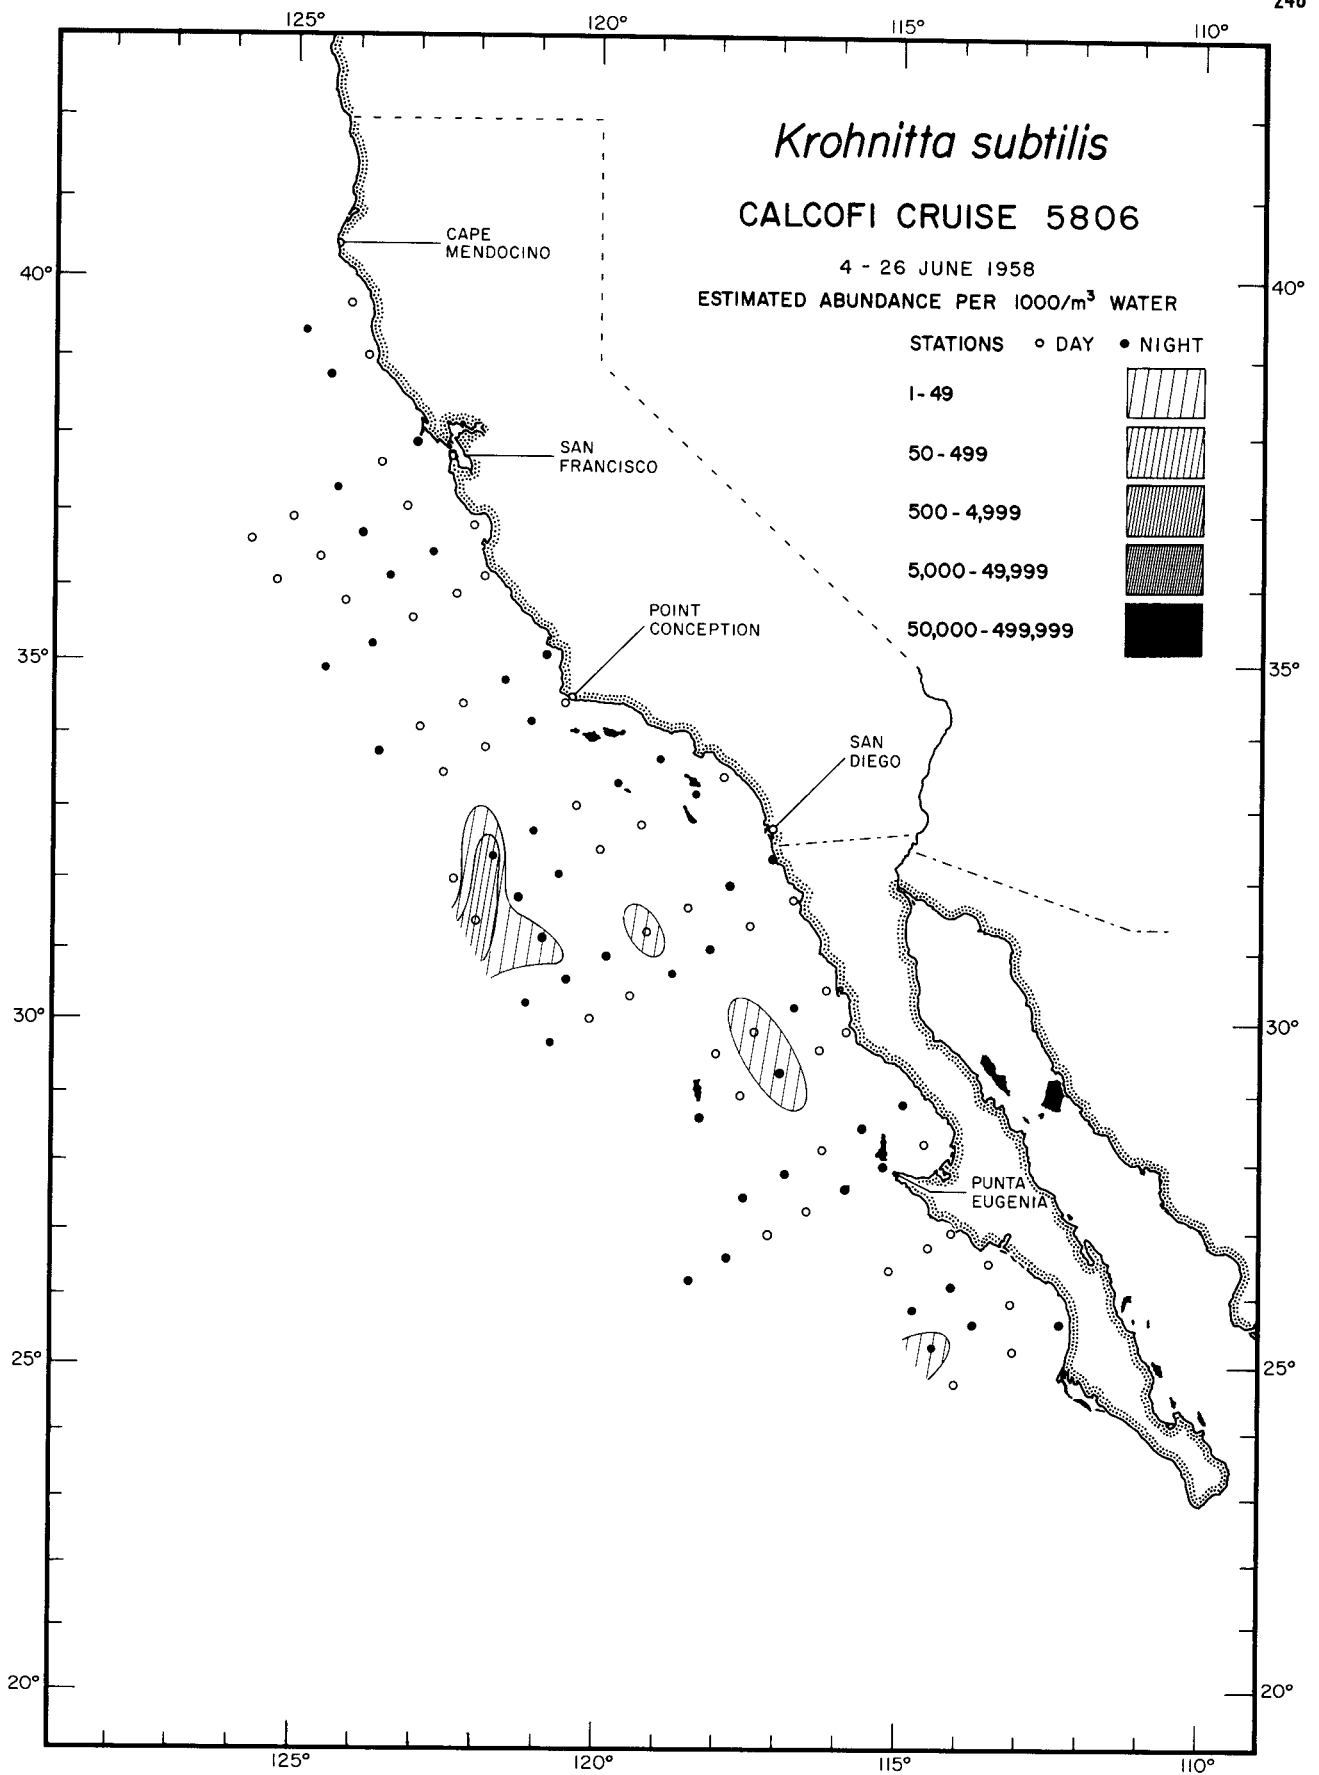 125° 120° 115° 110°
Krohnitta subtilis
CALCOFI CRUISE 5806
4 - 26 JUNE 1958
ESTIMATED ABUNDANCE PER 1000/m³ WATER
STATIONS ○ DAY ● NIGHT
1-49
50-499
500-4,999
5,000-49,999
50,000-499,999
CAPE
MENDOCINO
40° 40°
SAN
FRANCISCO
POINT
CONCEPTION
35° 35°
SAN
DIEGO
30° 30°
PUNTA
EUGENIA
25° 25°
20° 20°
125° 120° 115° 110°